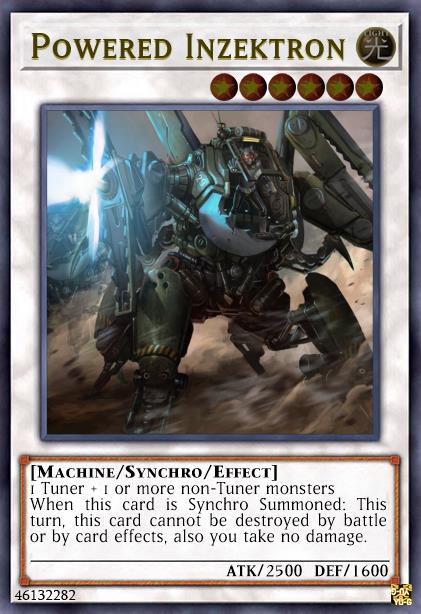 POWERED INZEKTRON
LIGHT
光
[MACHINE/SYNCHRO/EFFECT]
1 Tuner + 1 or more non-Tuner monsters
When this card is Synchro Summoned: This
turn, this card cannot be destroyed by battle
or by card effects, also you take no damage.
ATK/2500 DEF/1600
46132282